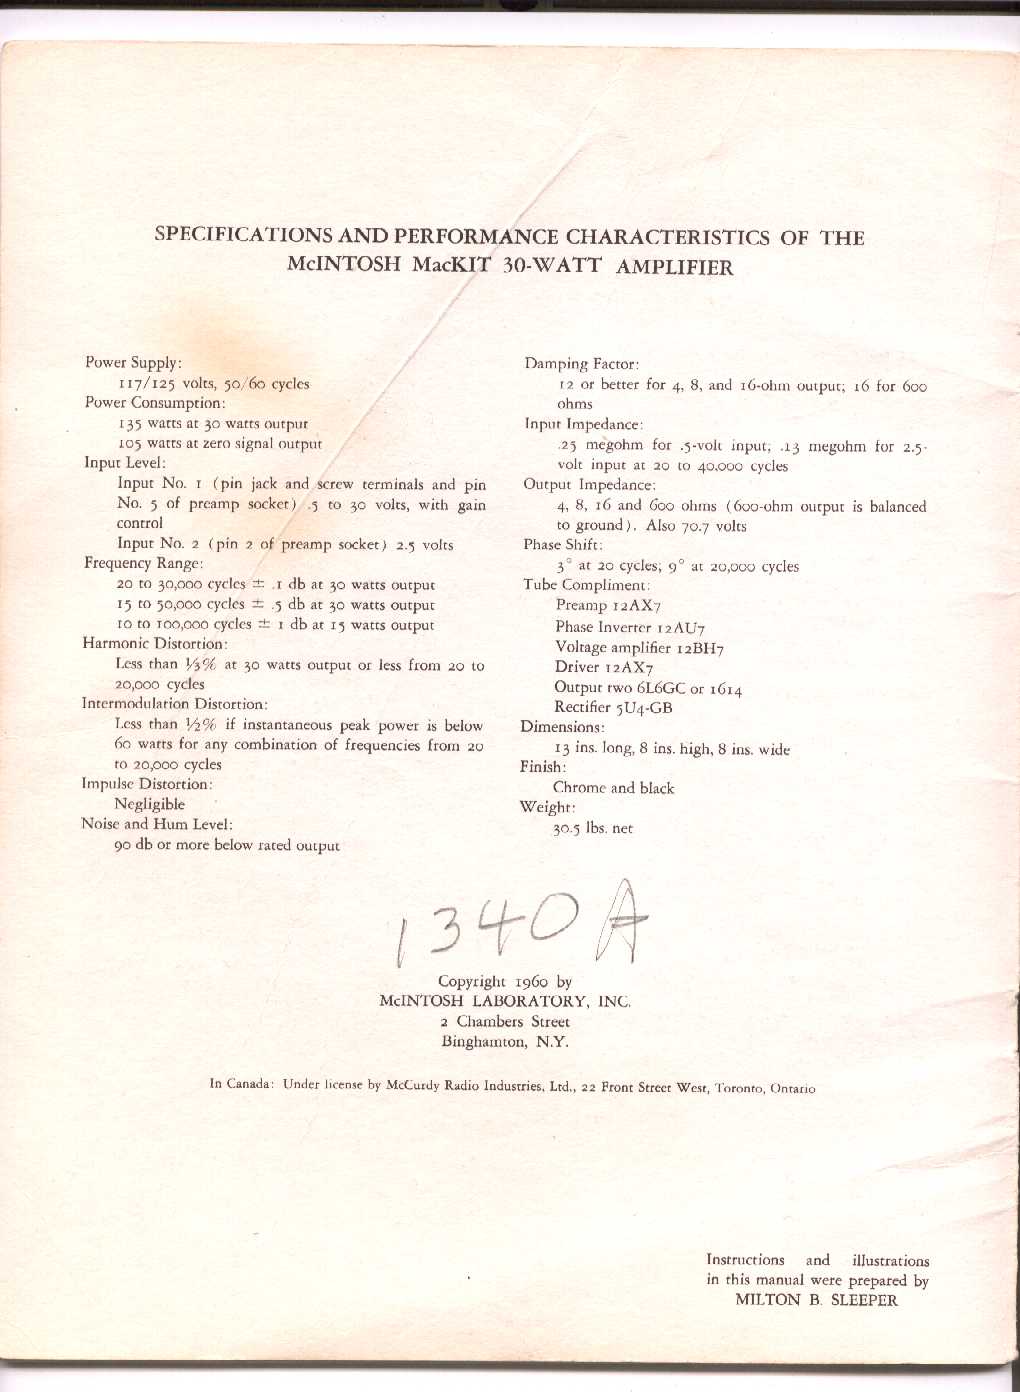 SPECIFICATIONS AND PERFORMANCE CHARACTERISTICS OF THE
McINTOSH MacKIT 30-WATT AMPLIFIER
Power Supply:
117/125 volts, 50/60 cycles
Power Consumption:
135 watts at 30 watts output
105 watts at zero signal output
Input Level:
Input No. 1 (pin jack and screw terminals and pin
No. 5 of preamp socket) .5 to 30 volts, with gain
control
Input No. 2 (pin 2 of preamp socket) 2.5 volts
Frequency Range:
20 to 30,000 cycles ± .1 db at 30 watts output
15 to 50,000 cycles ± .5 db at 30 watts output
10 to 100,000 cycles ± 1 db at 15 watts output
Harmonic Distortion:
Less than ⅓% at 30 watts output or less from 20 to
20,000 cycles
Intermodulation Distortion:
Less than ½% if instantaneous peak power is below
60 watts for any combination of frequencies from 20
to 20,000 cycles
Impulse Distortion:
Negligible
Noise and Hum Level:
90 db or more below rated output
Damping Factor:
12 or better for 4, 8, and 16-ohm output; 16 for 600
ohms
Input Impedance:
.25 megohm for .5-volt input; .13 megohm for 2.5-
volt input at 20 to 40,000 cycles
Output Impedance:
4, 8, 16 and 600 ohms (600-ohm output is balanced
to ground). Also 70.7 volts
Phase Shift:
3° at 20 cycles; 9° at 20,000 cycles
Tube Compliment:
Preamp 12AX7
Phase Inverter 12AU7
Voltage amplifier 12BH7
Driver 12AX7
Output two 6L6GC or 1614
Rectifier 5U4-GB
Dimensions:
13 ins. long, 8 ins. high, 8 ins. wide
Finish:
Chrome and black
Weight:
30.5 lbs. net
1340A
Copyright 1960 by
McINTOSH LABORATORY, INC.
2 Chambers Street
Binghamton, N.Y.
In Canada: Under license by McCurdy Radio Industries, Ltd., 22 Front Street West, Toronto, Ontario
Instructions and illustrations
in this manual were prepared by
MILTON B. SLEEPER